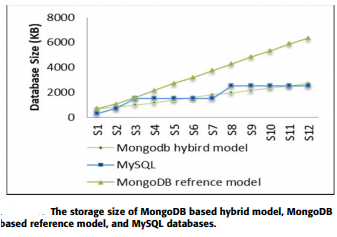 Database Size (KB)
8000
6000
4000
2000
0
S1 S2 S3 S4 S5 S6 S7 S8 S9 S10 S11 S12
Mongodb hybird model
MySQL
MongoDB refrence model
The storage size of MongoDB based hybrid model, MongoDB
based reference model, and MySQL databases.